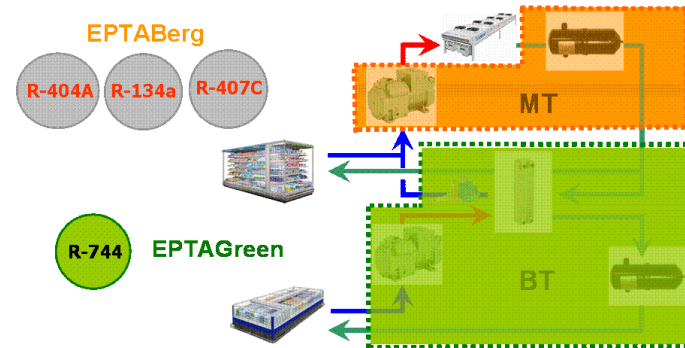 EPTABerg
R-404A
R-134a
R-407C
MT
R-744
EPTAGreen
BT